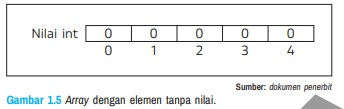 Nilai int 0 0 0 0 0
0 1 2 3 4
Sumber: dokumen penerbit
Gambar 1.5 Array dengan elemen tanpa nilai.